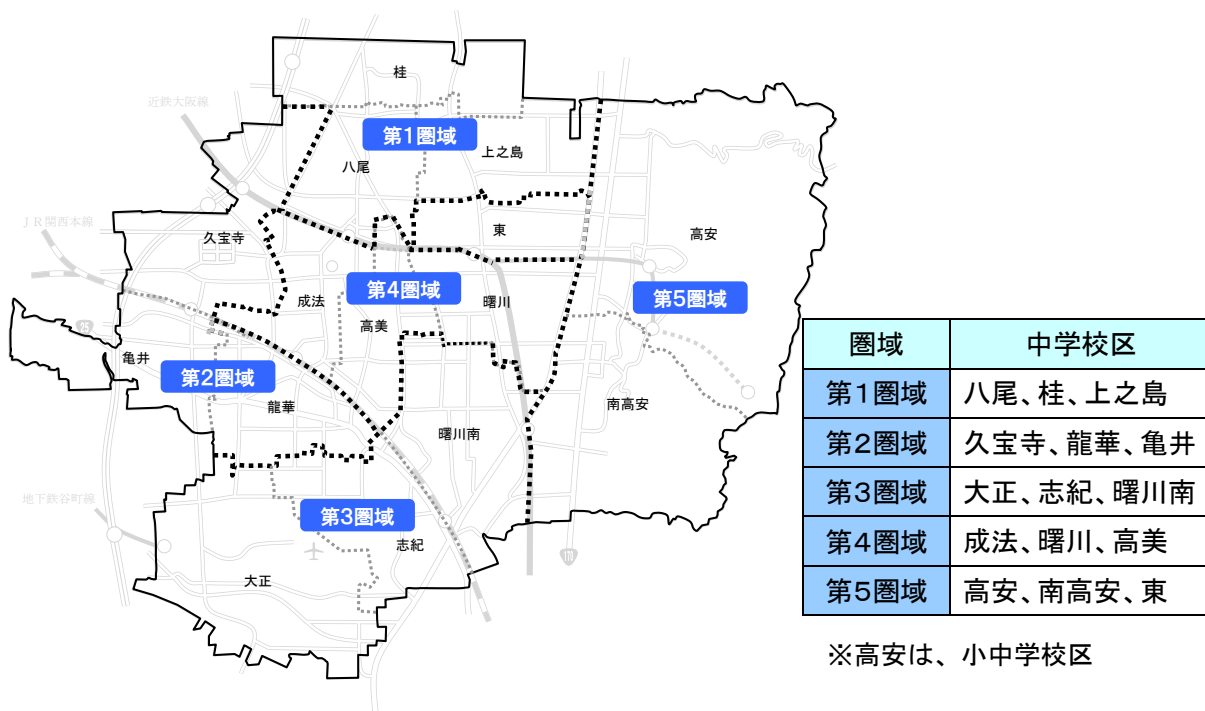 桂
近鉄大阪線
第1圏域
八尾
上之島
JR関西本線
久宝寺
東
高安
成法
第4圏域
曙川
第5圏域
25
高美
亀井
第2圏域
龍華
南高安
曙川南
地下鉄谷町線
第3圏域
志紀
170
大正
圏域 中学校区
第1圏域 八尾、桂、上之島
第2圏域 久宝寺、龍華、亀井
第3圏域 大正、志紀、曙川南
第4圏域 成法、曙川、高美
第5圏域 高安、南高安、東
※高安は、小中学校区